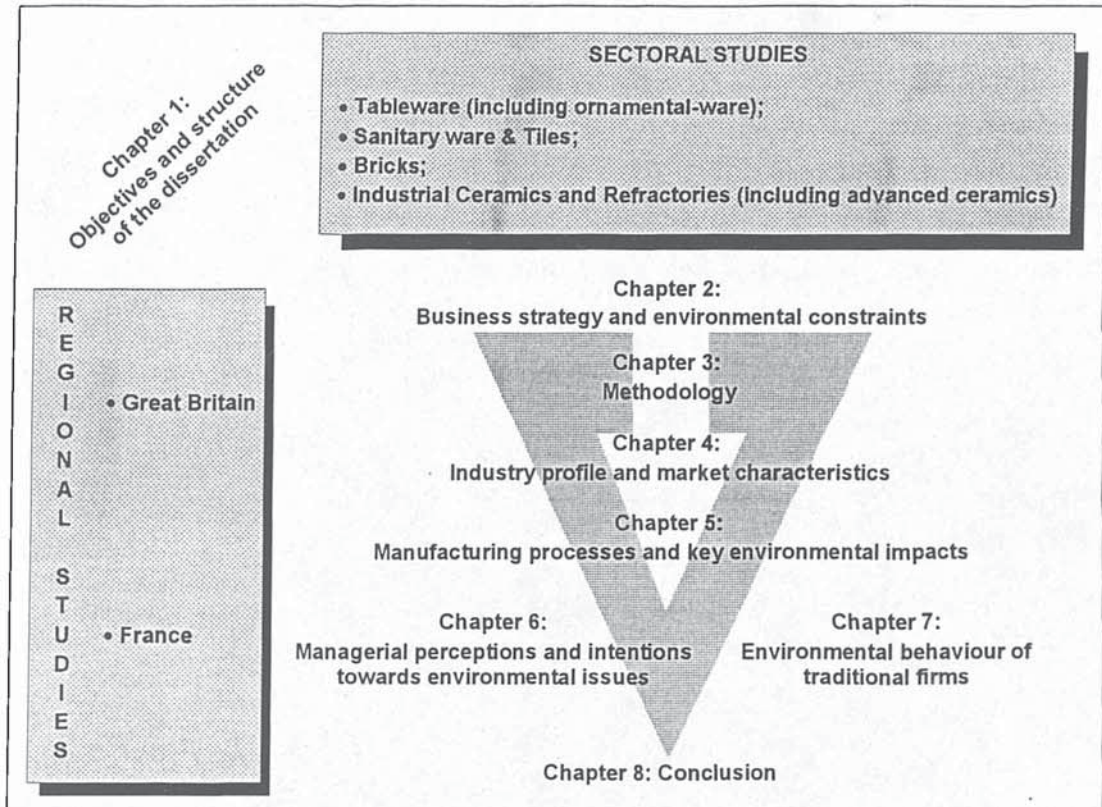 Chapter 1:
Objectives and structure
of the dissertation
SECTORAL STUDIES
• Tableware (including ornamental-ware);
• Sanitary ware & Tiles;
• Bricks;
• Industrial Ceramics and Refractories (including advanced ceramics)
REGIONAL STUDIES
• Great Britain
• France
Chapter 2:
Business strategy and environmental constraints
Chapter 3:
Methodology
Chapter 4:
Industry profile and market characteristics
Chapter 5:
Manufacturing processes and key environmental impacts
Chapter 6:
Managerial perceptions and intentions
towards environmental issues
Chapter 7:
Environmental behaviour of
traditional firms
Chapter 8: Conclusion